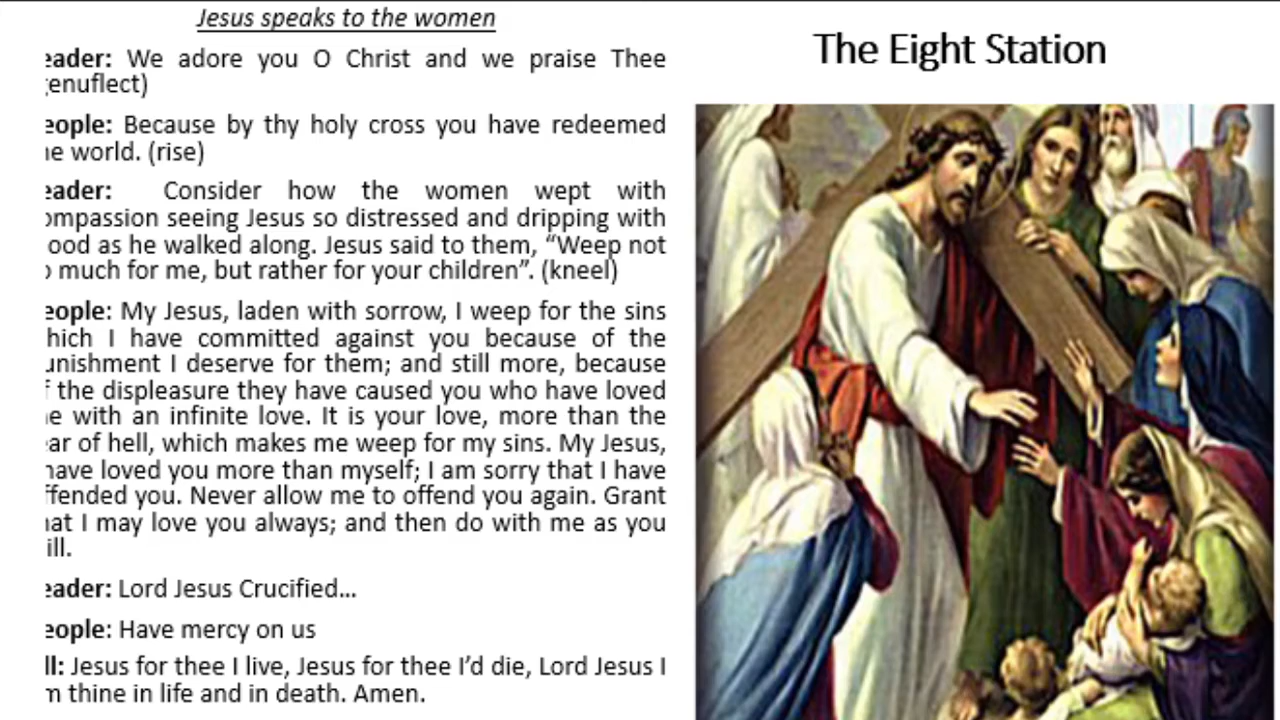 Jesus speaks to the women
The Eight Station
eader: We adore you O Christ and we praise Thee
enuflect)
eople: Because by thy holy cross you have redeemed
e world. (rise)
eader: Consider how the women wept with
ompassion seeing Jesus so distressed and dripping with
ood as he walked along. Jesus said to them, “Weep not
o much for me, but rather for your children”. (kneel)
eople: My Jesus, laden with sorrow, I weep for the sins
hich I have committed against you because of the
unishment I deserve for them; and still more, because
f the displeasure they have caused you who have loved
e with an infinite love. It is your love, more than the
ar of hell, which makes me weep for my sins. My Jesus,
have loved you more than myself; I am sorry that I have
ffended you. Never allow me to offend you again. Grant
at I may love you always; and then do with me as you
ill.
eader: Lord Jesus Crucified...
eople: Have mercy on us
ll: Jesus for thee I live, Jesus for thee I’d die, Lord Jesus I
m thine in life and in death. Amen.